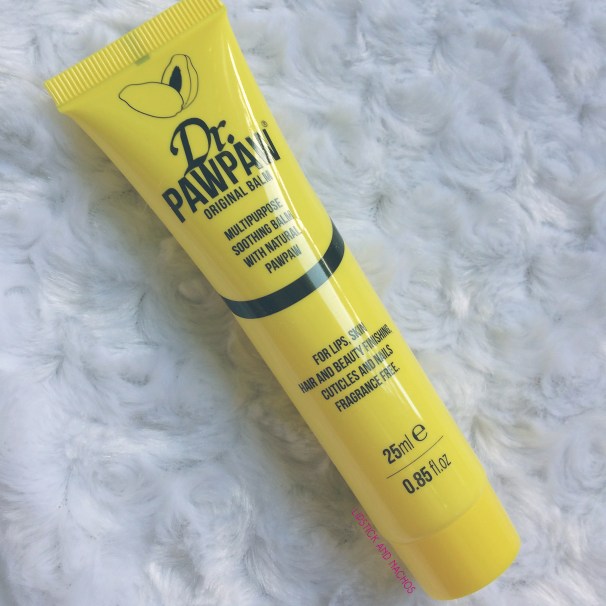 Dr.
PAWPAW®
ORIGINAL BALM
MULTIPURPOSE
SOOTHING BALM
WITH NATURAL
PAWPAW
FOR LIPS, SKIN,
HAIR AND BEAUTY FINISHING,
CUTICLES AND NAILS
FRAGRANCE FREE.
25ml ℮
0.85 fl.oz
LIPSTICK AND NACHOS